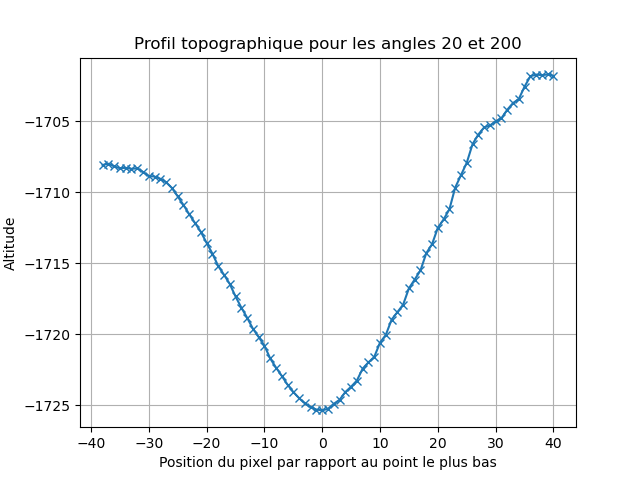 Profil topographique pour les angles 20 et 200
Altitude
−1705
−1710
−1715
−1720
−1725
−40 −30 −20 −10 0 10 20 30 40
Position du pixel par rapport au point le plus bas